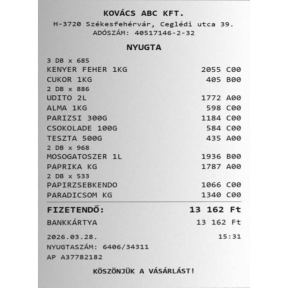 KOVÁCS ABC KFT.
H-3720 Székesfehérvár, Ceglédi utca 39.
ADÓSZÁM: 40517146-2-32
NYUGTA
3 DB x 685
KENYER FEHER 1KG 2055 C00
CUKOR 1KG 405 B00
2 DB x 886
UDITO 2L 1772 A00
ALMA 1KG 598 C00
PARIZSI 300G 1184 C00
CSOKOLADE 100G 584 C00
TESZTA 500G 435 A00
2 DB x 968
MOSOGATOSZER 1L 1936 B00
PAPRIKA KG 1787 A00
2 DB x 533
PAPIRZSEBKENDO 1066 C00
PARADICSOM KG 1340 C00
FIZETENDŐ: 13 162 Ft
BANKKÁRTYA 13 162 Ft
2026.03.28. 15:31
NYUGTASZÁM: 6406/34311
AP A37782182
KÖSZÖNJÜK A VÁSÁRLÁST!